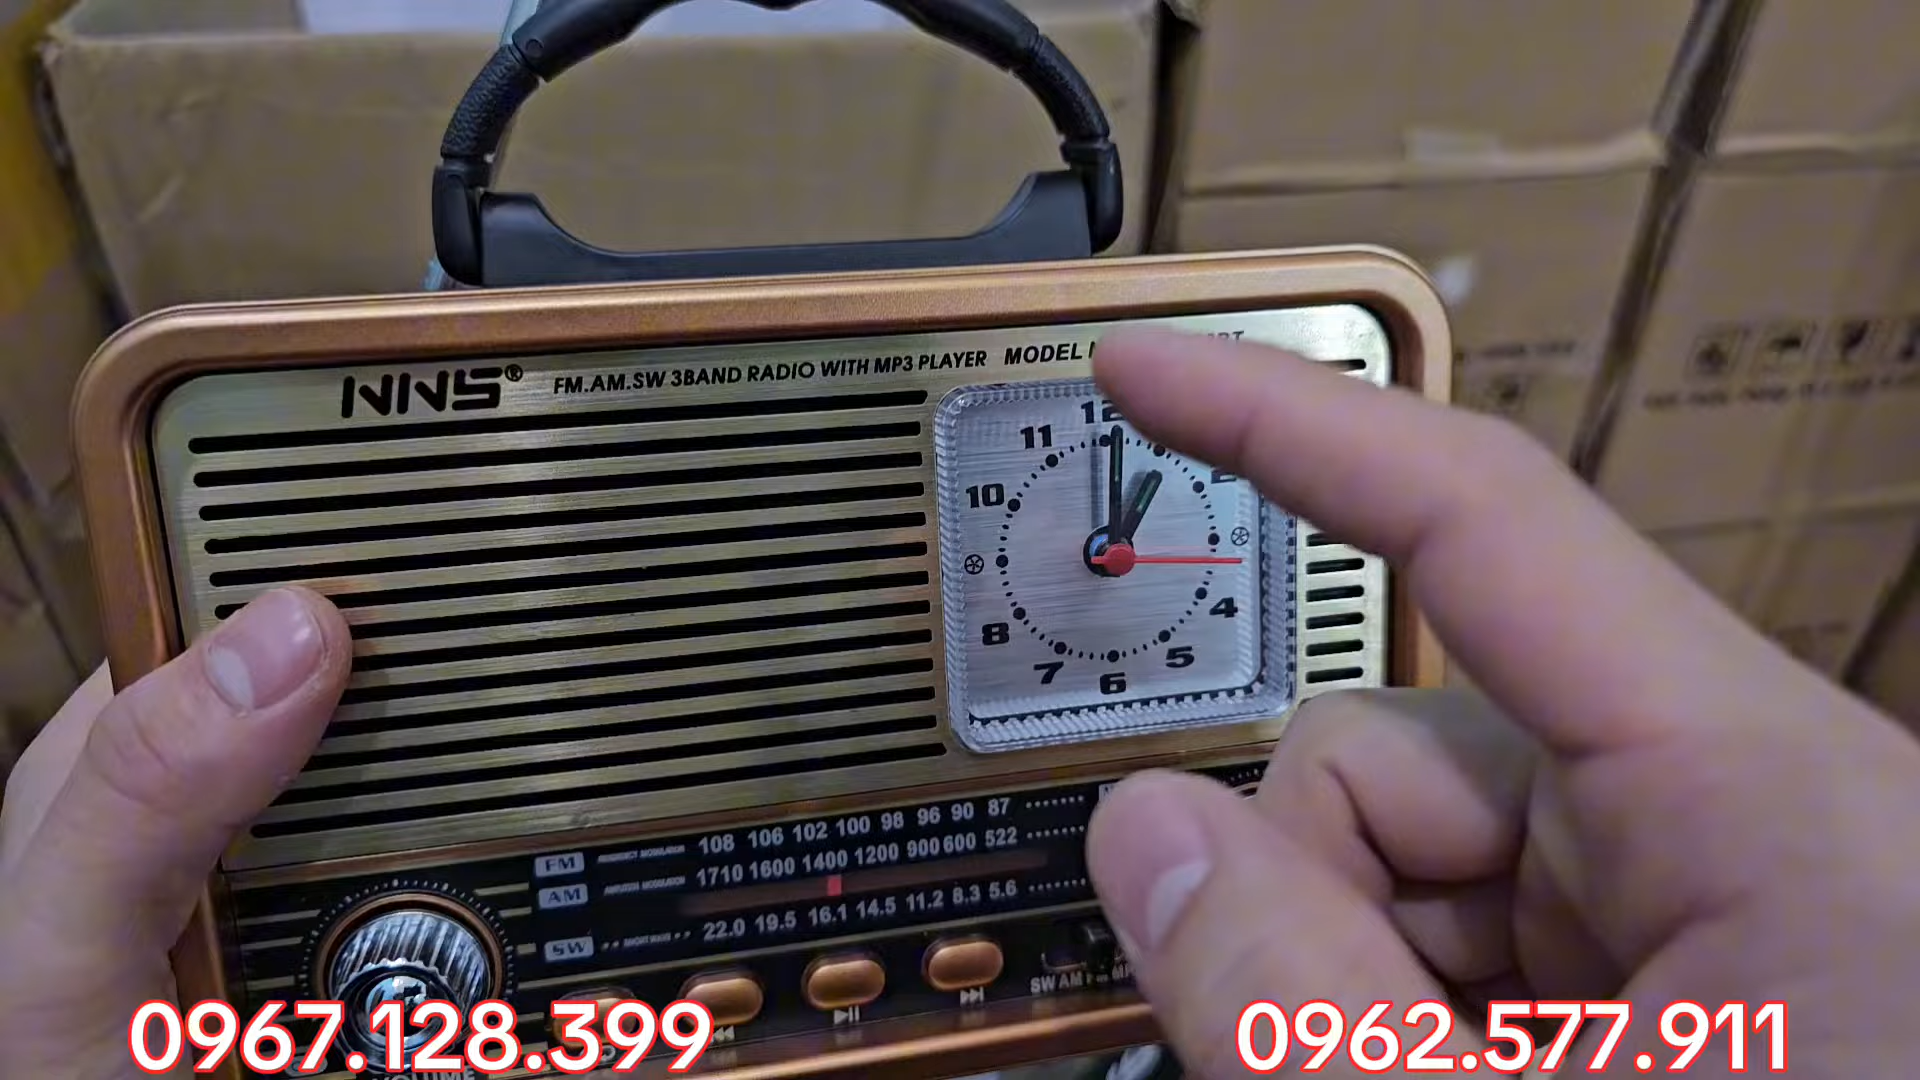 NNS®
FM.AM.SW 3BAND RADIO WITH MP3 PLAYER MODEL
12
11
10
8
7
6
5
4
FM 108 106 102 100 98 96 90 87
AM 1710 1600 1400 1200 900 600 522
SW 22.0 19.5 16.1 14.5 11.2 8.3 5.6
SW AM
VOLUME
0967.128.399
0962.577.911